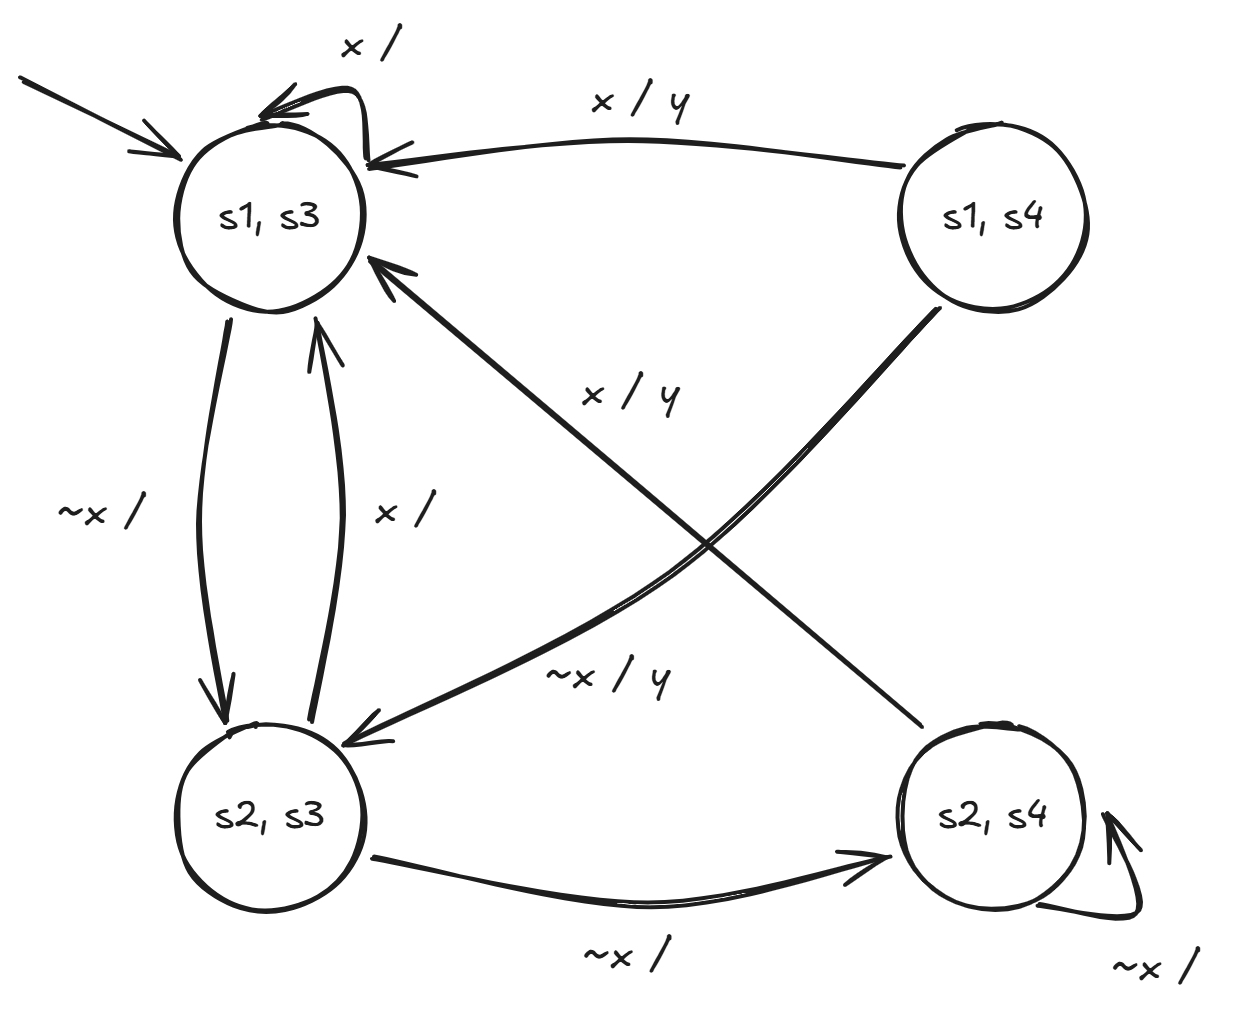 x /
x / y
s1, s3
s1, s4
x / y
~x /
x /
~x / y
s2, s3
s2, s4
~x /
~x /